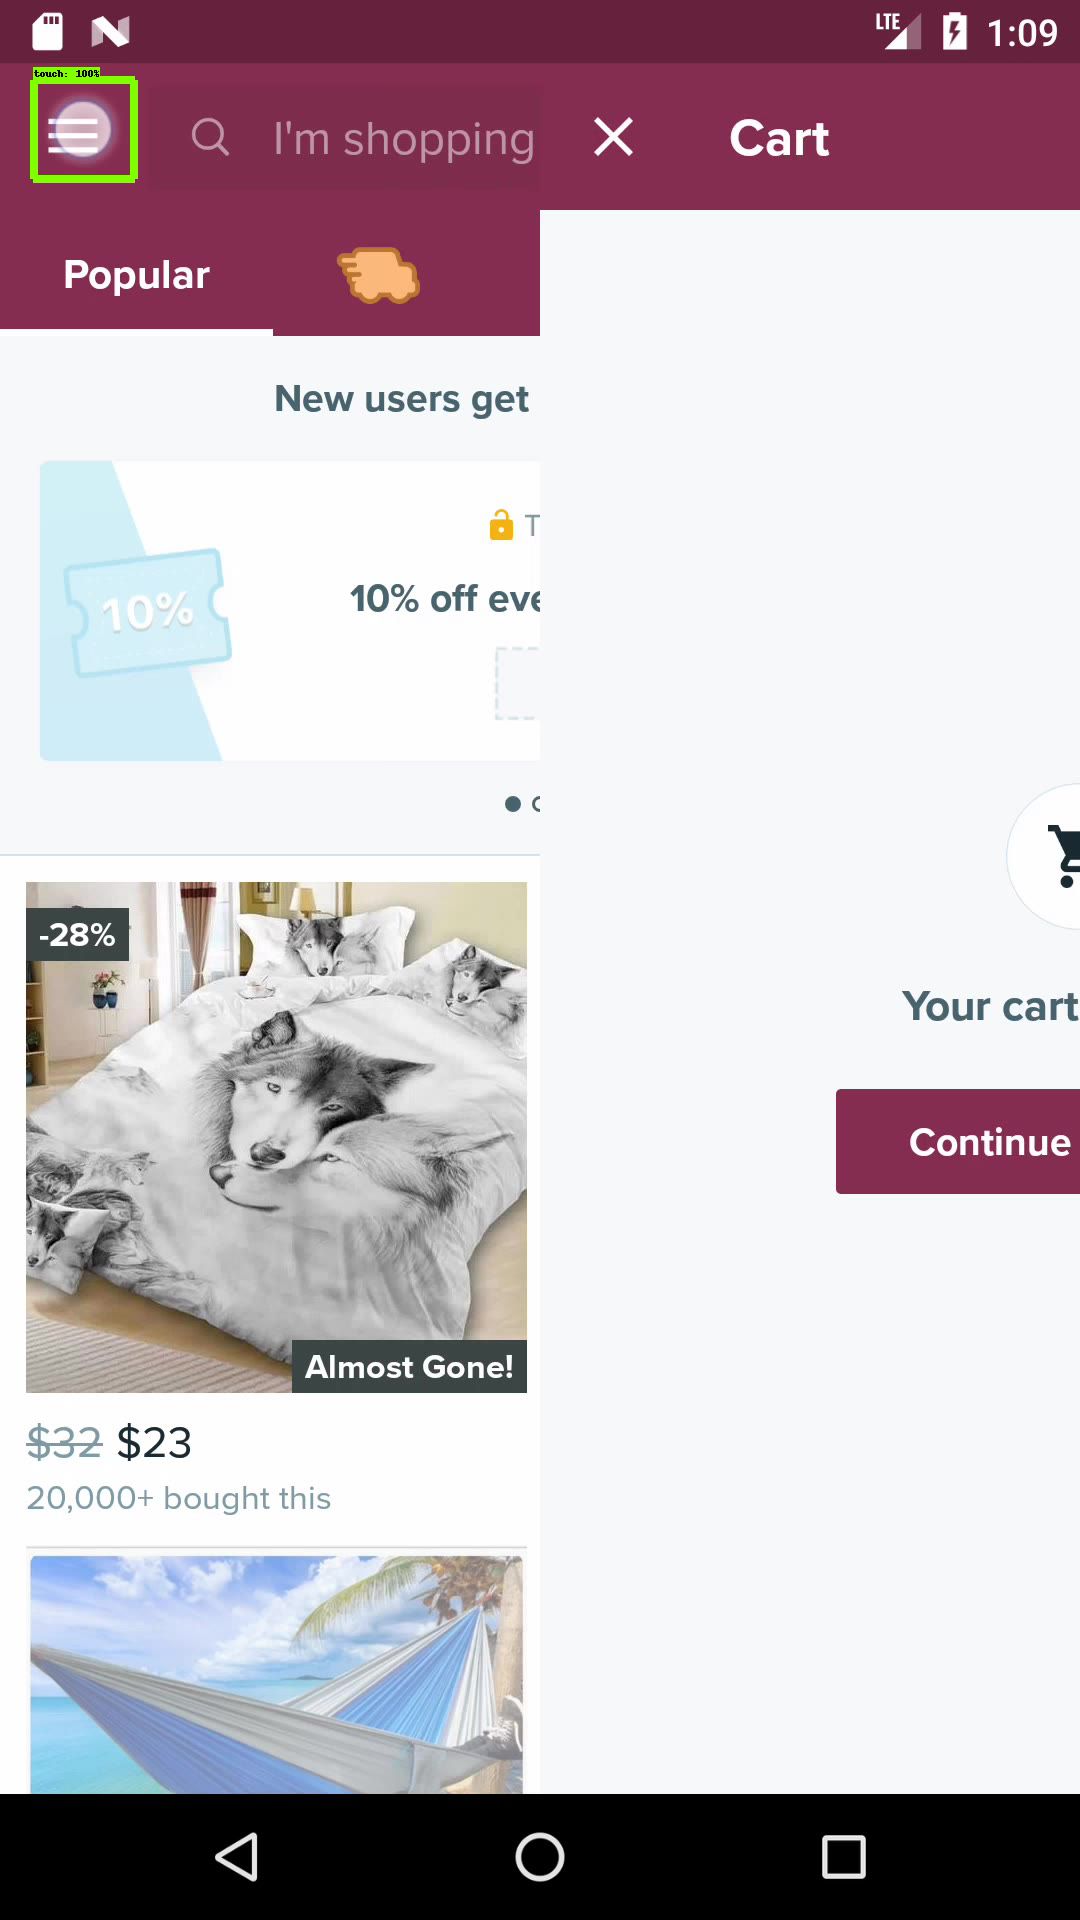 LTE 1:09
touch: 100%
I'm shopping
Cart
Popular
New users get
T
10% off eve
10%
-28%
Your cart
Continue
Almost Gone!
$32 $23
20,000+ bought this